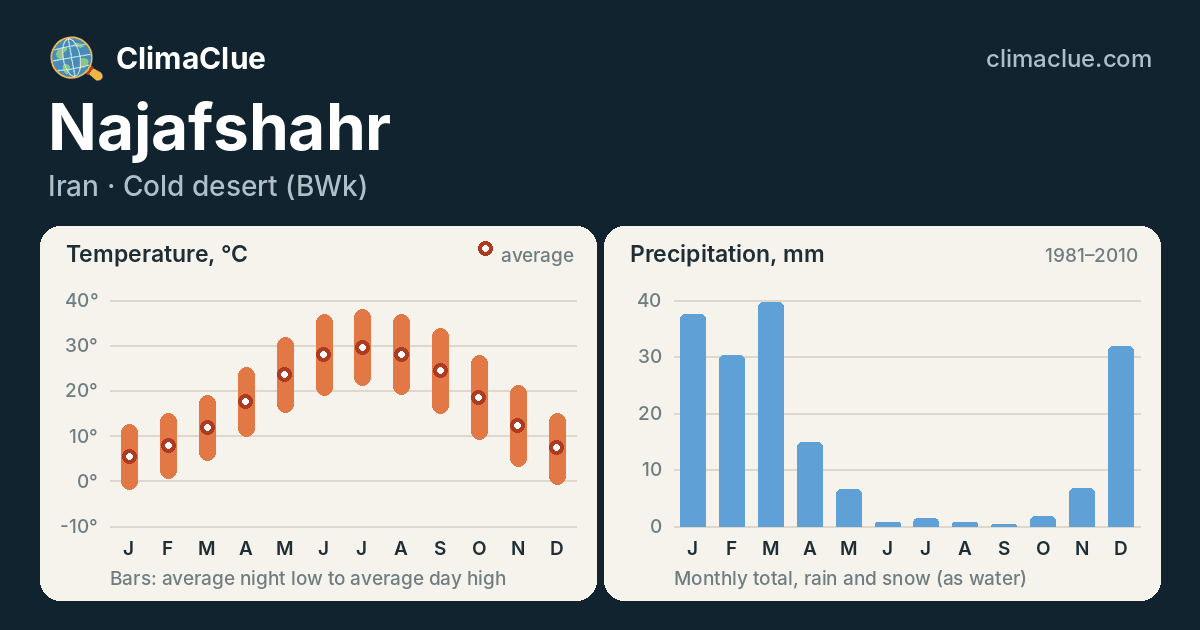 ClimaClue
climaclue.com
Najafshahr
Iran · Cold desert (BWk)
Temperature, °C
average
40°
30°
20°
10°
0°
-10°
J F M A M J J A S O N D
Bars: average night low to average day high
Precipitation, mm
1981–2010
40
30
20
10
0
J F M A M J J A S O N D
Monthly total, rain and snow (as water)